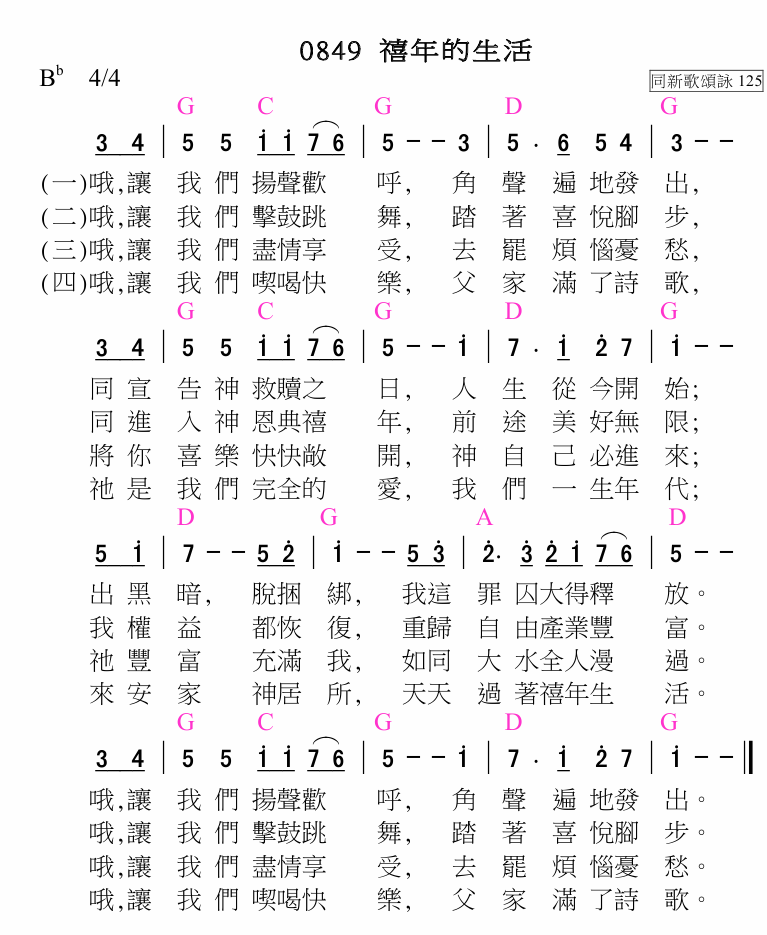 0849 禧年的生活
B♭ 4/4
同新歌頌詠 125
G C G D G
3 4 | 5 5 i i 7 6 | 5 - - 3 | 5 . 6 5 4 | 3 - -
(一)哦,讓 我 們 揚聲歡 呼, 角 聲 遍 地發 出,
(二)哦,讓 我 們 擊鼓跳 舞, 踏 著 喜 悅腳 步,
(三)哦,讓 我 們 盡情享 受, 去 罷 煩 惱憂 愁,
(四)哦,讓 我 們 喫喝快 樂, 父 家 滿 了詩 歌,
G C G D G
3 4 | 5 5 i i 7 6 | 5 - - i | 7 . i 2̇ 7 | i - -
同 宣 告 神 救贖之 日, 人 生 從 今開 始;
同 進 入 神 恩典禧 年, 前 途 美 好無 限;
將 你 喜 樂 快快敞 開, 神 自 己 必進 來;
祂 是 我 們 完全的 愛, 我 們 一 生年 代;
D G A D
5 i | 7 - - 5 2̇ | i - - 5 3̇ | 2̇. 3̇ 2̇ i 7 6 | 5 - -
出 黑 暗, 脫捆 綁, 我這 罪 囚大得釋 放。
我 權 益 都恢 復, 重歸 自 由產業豐 富。
祂 豐 富 充滿 我, 如同 大 水全人漫 過。
來 安 家 神居 所, 天天 過 著禧年生 活。
G C G D G
3 4 | 5 5 i i 7 6 | 5 - - i | 7 . i 2̇ 7 | i - -
哦,讓 我 們 揚聲歡 呼, 角 聲 遍 地發 出。
哦,讓 我 們 擊鼓跳 舞, 踏 著 喜 悅腳 步。
哦,讓 我 們 盡情享 受, 去 罷 煩 惱憂 愁。
哦,讓 我 們 喫喝快 樂, 父 家 滿 了詩 歌。